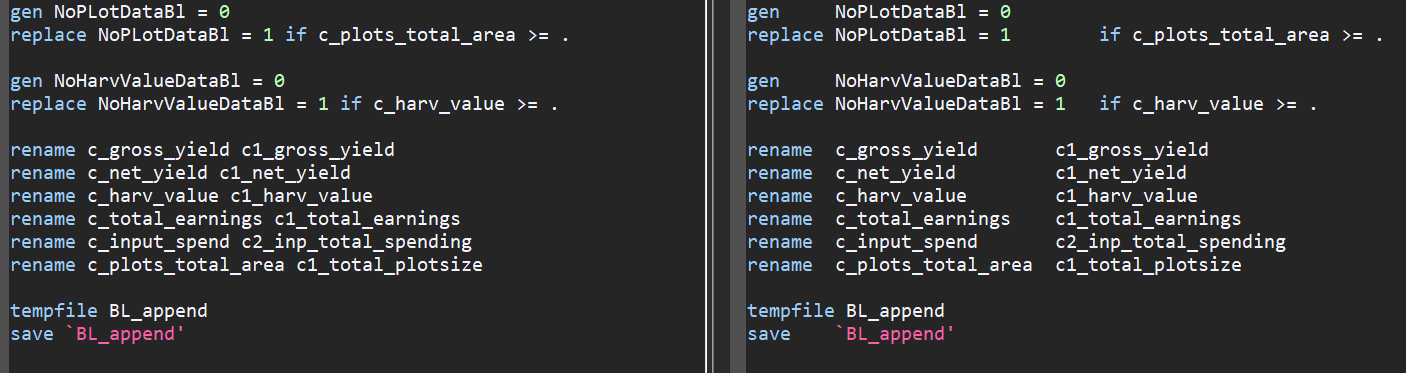 gen NoPLotDataBl = 0
replace NoPLotDataBl = 1 if c_plots_total_area >= .
gen NoHarvValueDataBl = 0
replace NoHarvValueDataBl = 1 if c_harv_value >= .
rename c_gross_yield c1_gross_yield
rename c_net_yield c1_net_yield
rename c_harv_value c1_harv_value
rename c_total_earnings c1_total_earnings
rename c_input_spend c2_inp_total_spending
rename c_plots_total_area c1_total_plotsize
tempfile BL_append
save `BL_append'
gen     NoPLotDataBl = 0
replace NoPLotDataBl = 1        if c_plots_total_area >= .
gen     NoHarvValueDataBl = 0
replace NoHarvValueDataBl = 1   if c_harv_value >= .
rename  c_gross_yield       c1_gross_yield
rename  c_net_yield         c1_net_yield
rename  c_harv_value        c1_harv_value
rename  c_total_earnings    c1_total_earnings
rename  c_input_spend       c2_inp_total_spending
rename  c_plots_total_area  c1_total_plotsize
tempfile BL_append
save    `BL_append'